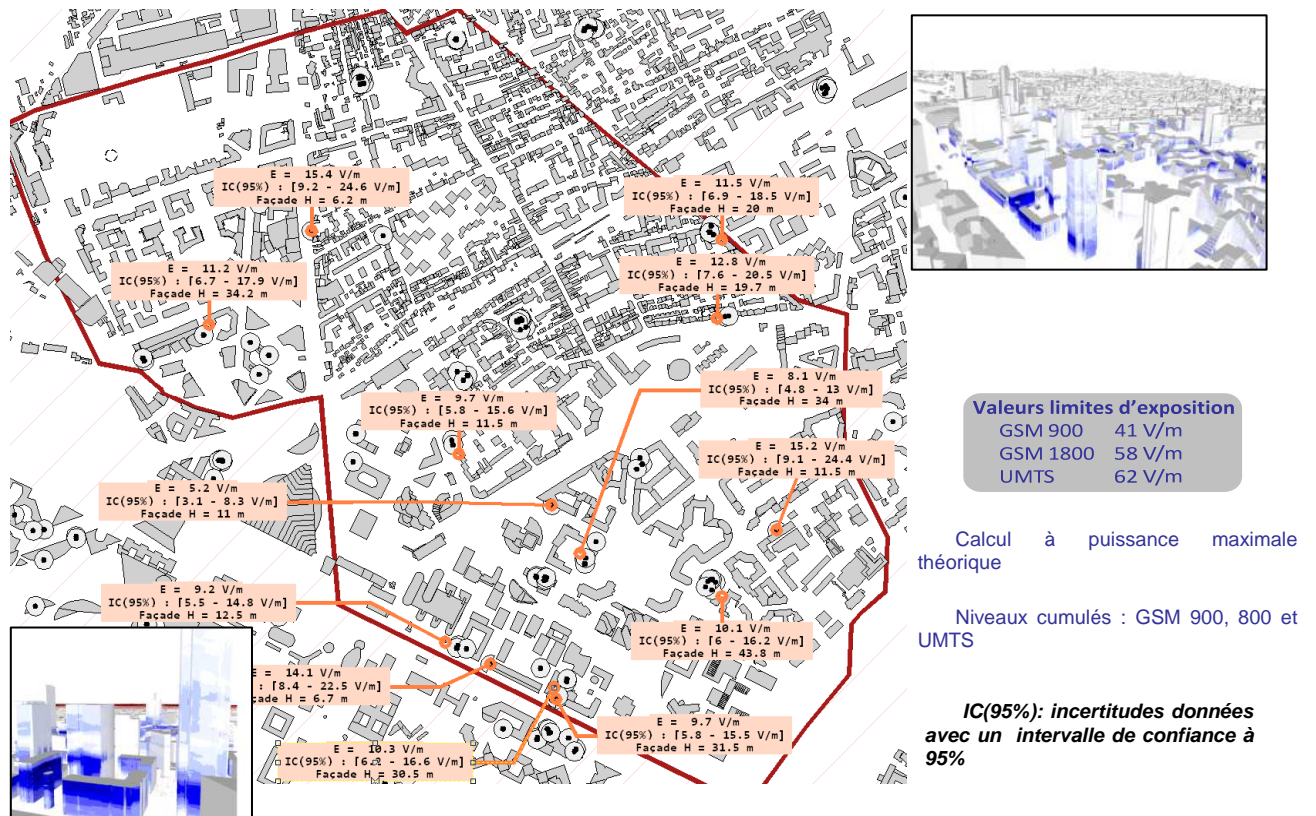 E = 15.4 V/m
IC(95%) : [9.2 - 24.6 V/m]
Façade H = 6.2 m
E = 11.5 V/m
IC(95%) : [6.9 - 18.5 V/m]
Façade H = 20 m
E = 11.2 V/m
IC(95%) : [6.7 - 17.9 V/m]
Façade H = 34.2 m
E = 12.8 V/m
IC(95%) : [7.6 - 20.5 V/m]
Façade H = 19.7 m
E = 8.1 V/m
IC(95%) : [4.8 - 13 V/m]
Façade H = 34 m
E = 9.7 V/m
IC(95%) : [5.8 - 15.6 V/m]
Façade H = 11.5 m
E = 15.2 V/m
IC(95%) : [9.1 - 24.4 V/m]
Façade H = 11.5 m
E = 5.2 V/m
IC(95%) : [3.1 - 8.3 V/m]
Façade H = 11 m
E = 9.2 V/m
IC(95%) : [5.5 - 14.8 V/m]
Façade H = 12.5 m
E = 10.1 V/m
IC(95%) : [6 - 16.2 V/m]
Façade H = 43.8 m
E = 14.1 V/m
: [8.4 - 22.5 V/m]
çade H = 6.7 m
E = 9.7 V/m
IC(95%) : [5.8 - 15.5 V/m]
Façade H = 31.5 m
E = 10.3 V/m
IC(95%) : [6.2 - 16.6 V/m]
Façade H = 30.5 m
Valeurs limites d'exposition
GSM 900 41 V/m
GSM 1800 58 V/m
UMTS 62 V/m
Calcul à puissance maximale
théorique
Niveaux cumulés : GSM 900, 800 et
UMTS
IC(95%): incertitudes données
avec un intervalle de confiance à
95%